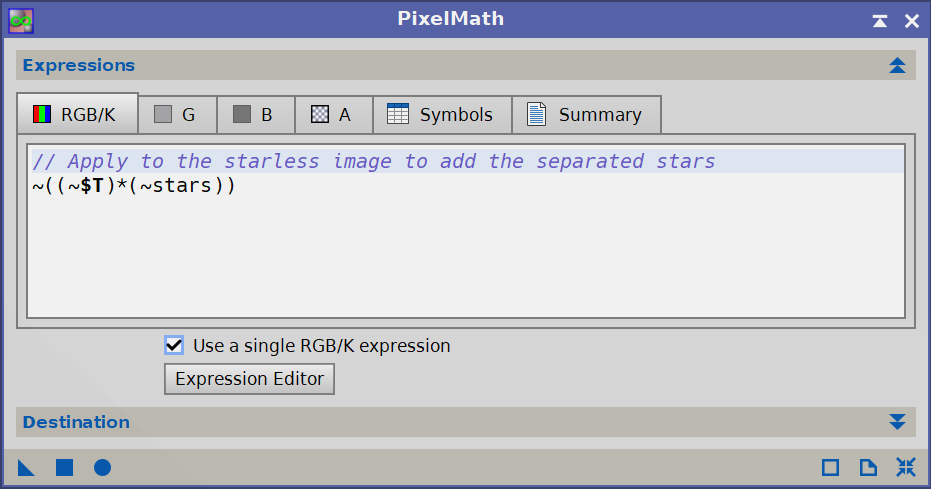 PixelMath
Expressions
RGB/K G B A Symbols Summary
// Apply to the starless image to add the separated stars
~((~$T)*(~stars))
Use a single RGB/K expression
Expression Editor
Destination